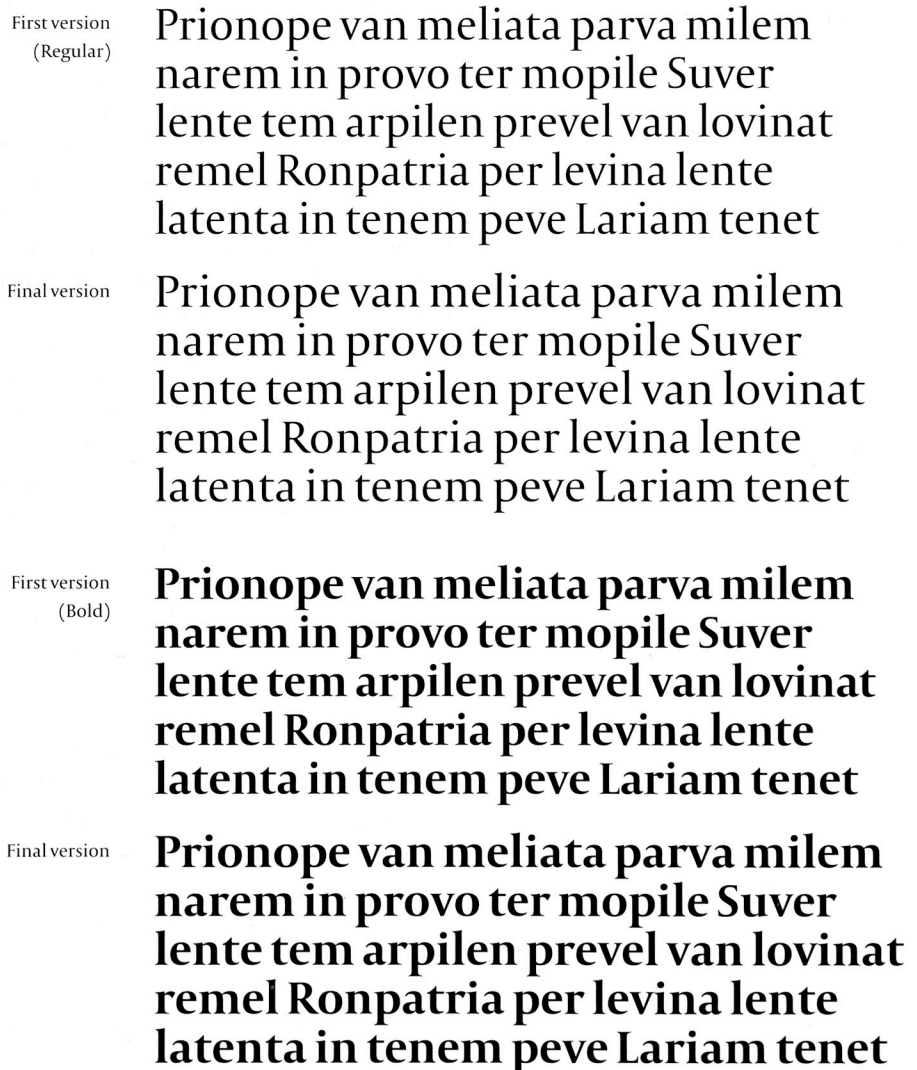 First version
(Regular)
Prionope van meliata parva milem
narem in provo ter mopile Suver
lente tem arpilen prevel van lovinat
remel Ronpatria per levina lente
latenta in tenem peve Lariam tenet
Final version
Prionope van meliata parva milem
narem in provo ter mopile Suver
lente tem arpilen prevel van lovinat
remel Ronpatria per levina lente
latenta in tenem peve Lariam tenet
First version
(Bold)
Prionope van meliata parva milem
narem in provo ter mopile Suver
lente tem arpilen prevel van lovinat
remel Ronpatria per levina lente
latenta in tenem peve Lariam tenet
Final version
Prionope van meliata parva milem
narem in provo ter mopile Suver
lente tem arpilen prevel van lovinat
remel Ronpatria per levina lente
latenta in tenem peve Lariam tenet